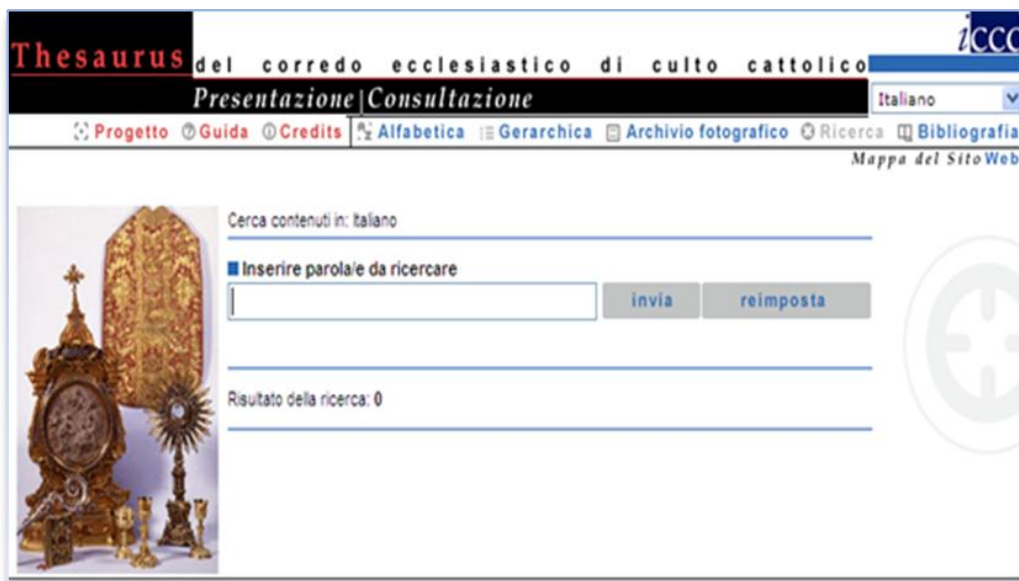 iccd
Thesaurus del corredo ecclesiastico di culto cattolico
Presentazione|Consultazione
Italiano
Progetto Guida Credits Alfabetica Gerarchica Archivio fotografico Ricerca Bibliografia
Mappa del Sito Web
Cerca contenuti in: Italiano
Inserire parola/e da ricercare
invia reimposta
Risultato della ricerca: 0